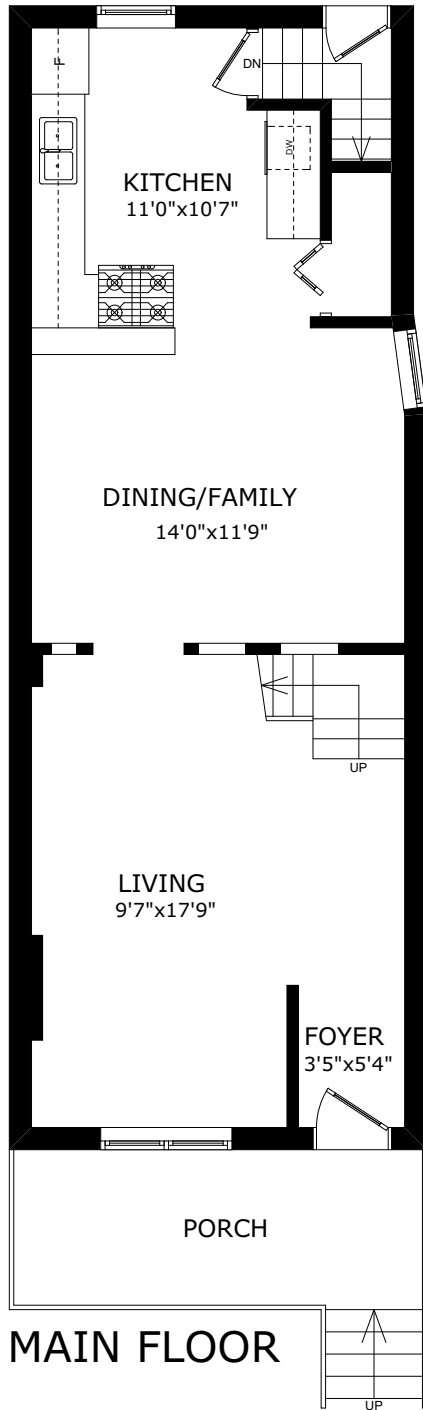 DN
F
DW
KITCHEN
11'0"x10'7"
DINING/FAMILY
14'0"x11'9"
UP
LIVING
9'7"x17'9"
FOYER
3'5"x5'4"
PORCH
MAIN FLOOR
UP